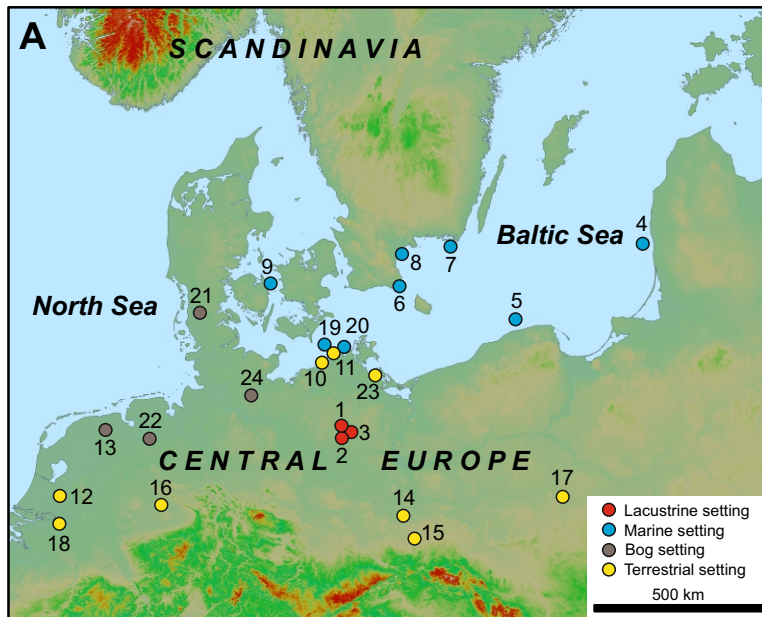 A
SCANDINAVIA
4
Baltic Sea
7
8
9
6
North Sea
21
5
19 20
11
10
23
24
1
3
2
22
13
CENTRAL EUROPE
17
12
16
14
18
15
Lacustrine setting
Marine setting
Bog setting
Terrestrial setting
500 km